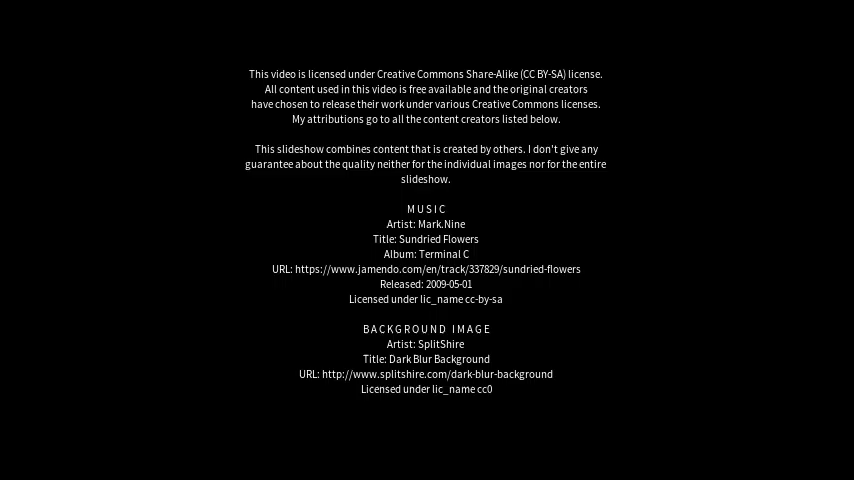 This video is licensed under Creative Commons Share-Alike (CC BY-SA) license.
All content used in this video is free available and the original creators
have chosen to release their work under various Creative Commons licenses.
My attributions go to all the content creators listed below.
This slideshow combines content that is created by others. I don't give any
guarantee about the quality neither for the individual images nor for the entire
slideshow.
MUSIC
Artist: Mark.Nine
Title: Sundried Flowers
Album: Terminal C
URL: https://www.jamendo.com/en/track/337829/sundried-flowers
Released: 2009-05-01
Licensed under lic_name cc-by-sa
BACKGROUND IMAGE
Artist: SplitShire
Title: Dark Blur Background
URL: http://www.splitshire.com/dark-blur-background
Licensed under lic_name cc0